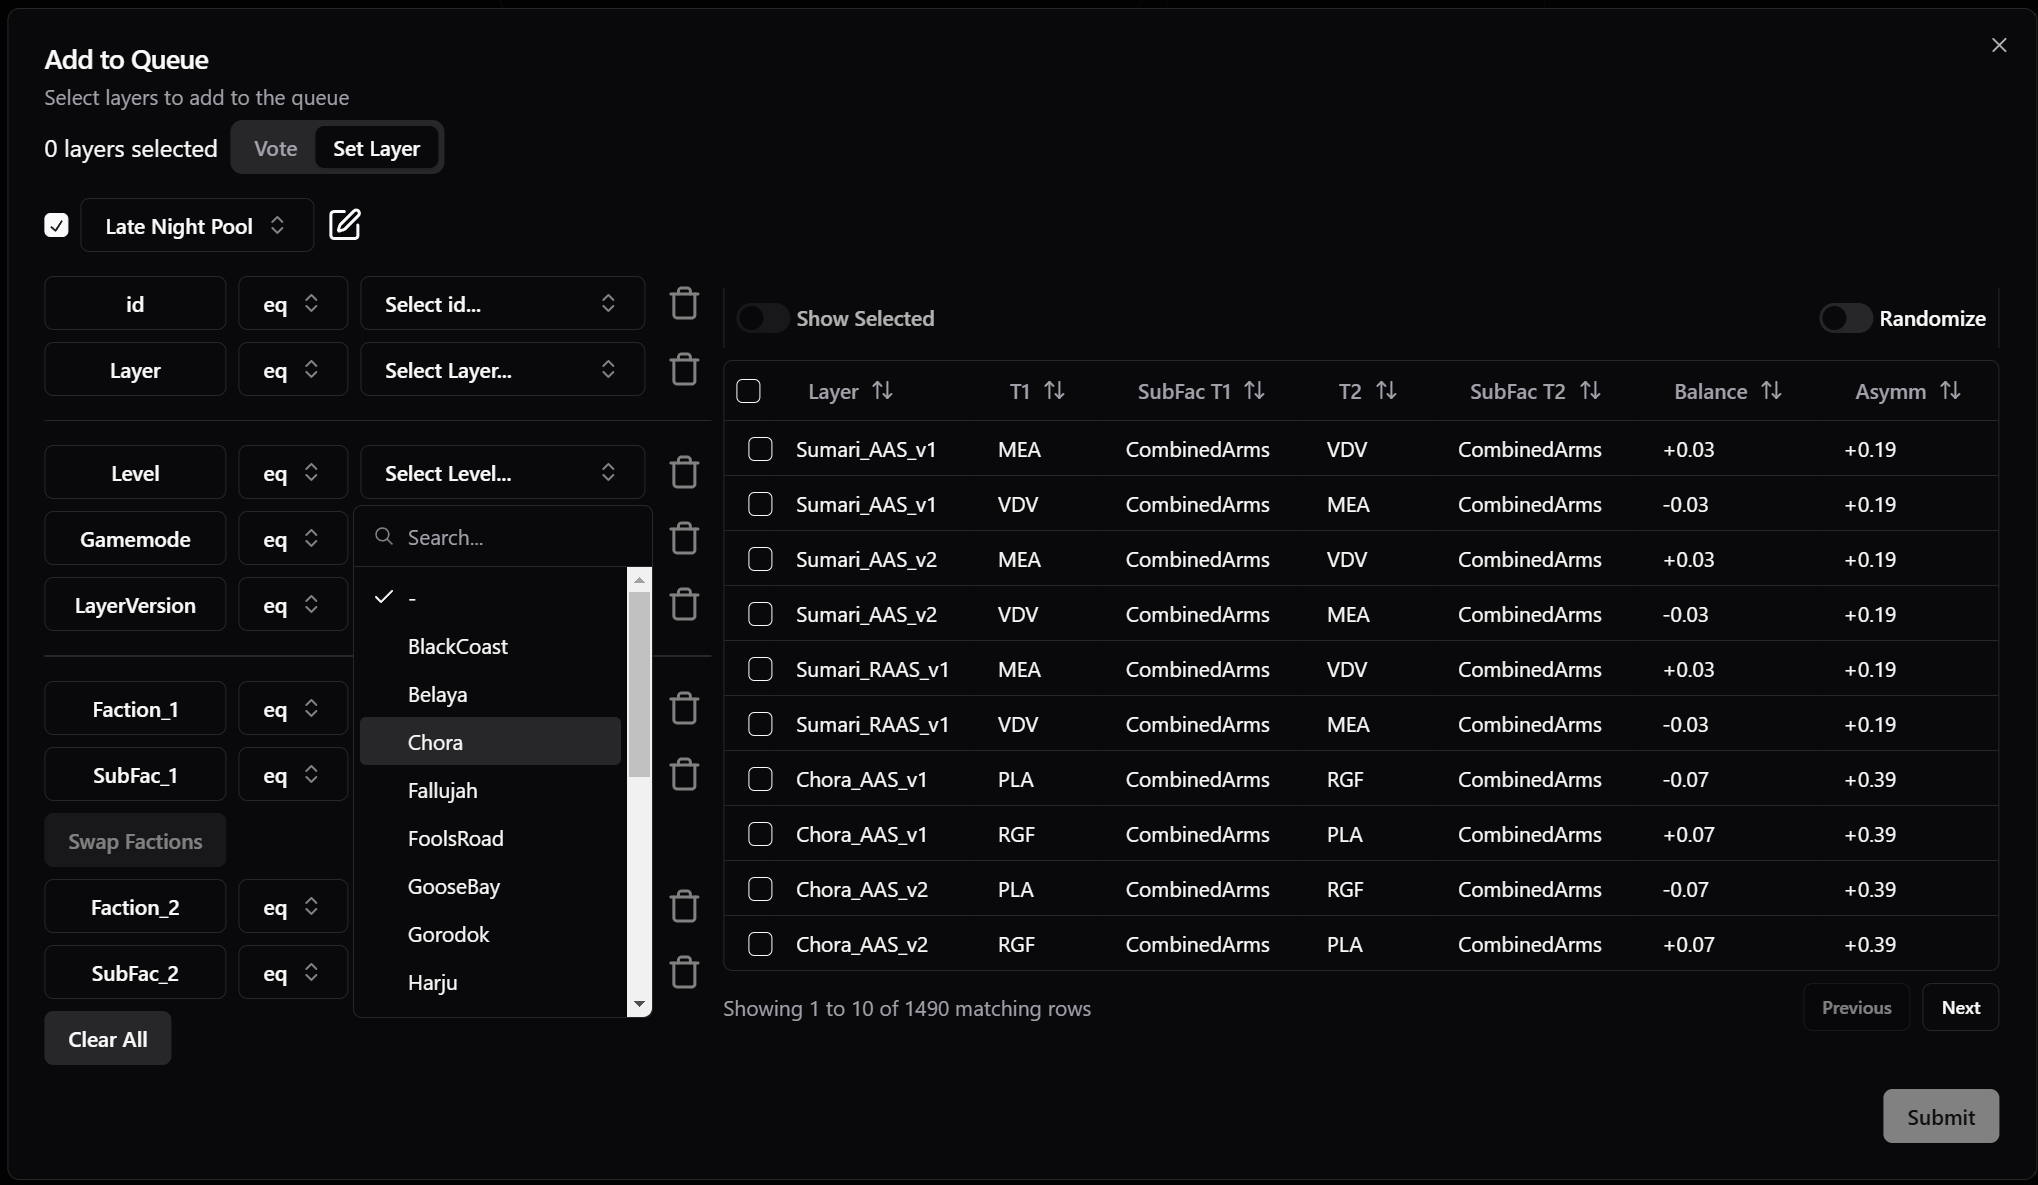 Add to Queue
Select layers to add to the queue
0 layers selected Vote Set Layer
Late Night Pool
id eq Select id...
Layer eq Select Layer...
Level eq Select Level...
Gamemode eq
LayerVersion eq
Faction_1 eq
SubFac_1 eq
Swap Factions
Faction_2 eq
SubFac_2 eq
Clear All
Search...
-
BlackCoast
Belaya
Chora
Fallujah
FoolsRoad
GooseBay
Gorodok
Harju
Show Selected Randomize
Layer T1 SubFac T1 T2 SubFac T2 Balance Asymm
Sumari_AAS_v1 MEA CombinedArms VDV CombinedArms +0.03 +0.19
Sumari_AAS_v1 VDV CombinedArms MEA CombinedArms -0.03 +0.19
Sumari_AAS_v2 MEA CombinedArms VDV CombinedArms +0.03 +0.19
Sumari_AAS_v2 VDV CombinedArms MEA CombinedArms -0.03 +0.19
Sumari_RAAS_v1 MEA CombinedArms VDV CombinedArms +0.03 +0.19
Sumari_RAAS_v1 VDV CombinedArms MEA CombinedArms -0.03 +0.19
Chora_AAS_v1 PLA CombinedArms RGF CombinedArms -0.07 +0.39
Chora_AAS_v1 RGF CombinedArms PLA CombinedArms +0.07 +0.39
Chora_AAS_v2 PLA CombinedArms RGF CombinedArms -0.07 +0.39
Chora_AAS_v2 RGF CombinedArms PLA CombinedArms +0.07 +0.39
Showing 1 to 10 of 1490 matching rows Previous Next
Submit